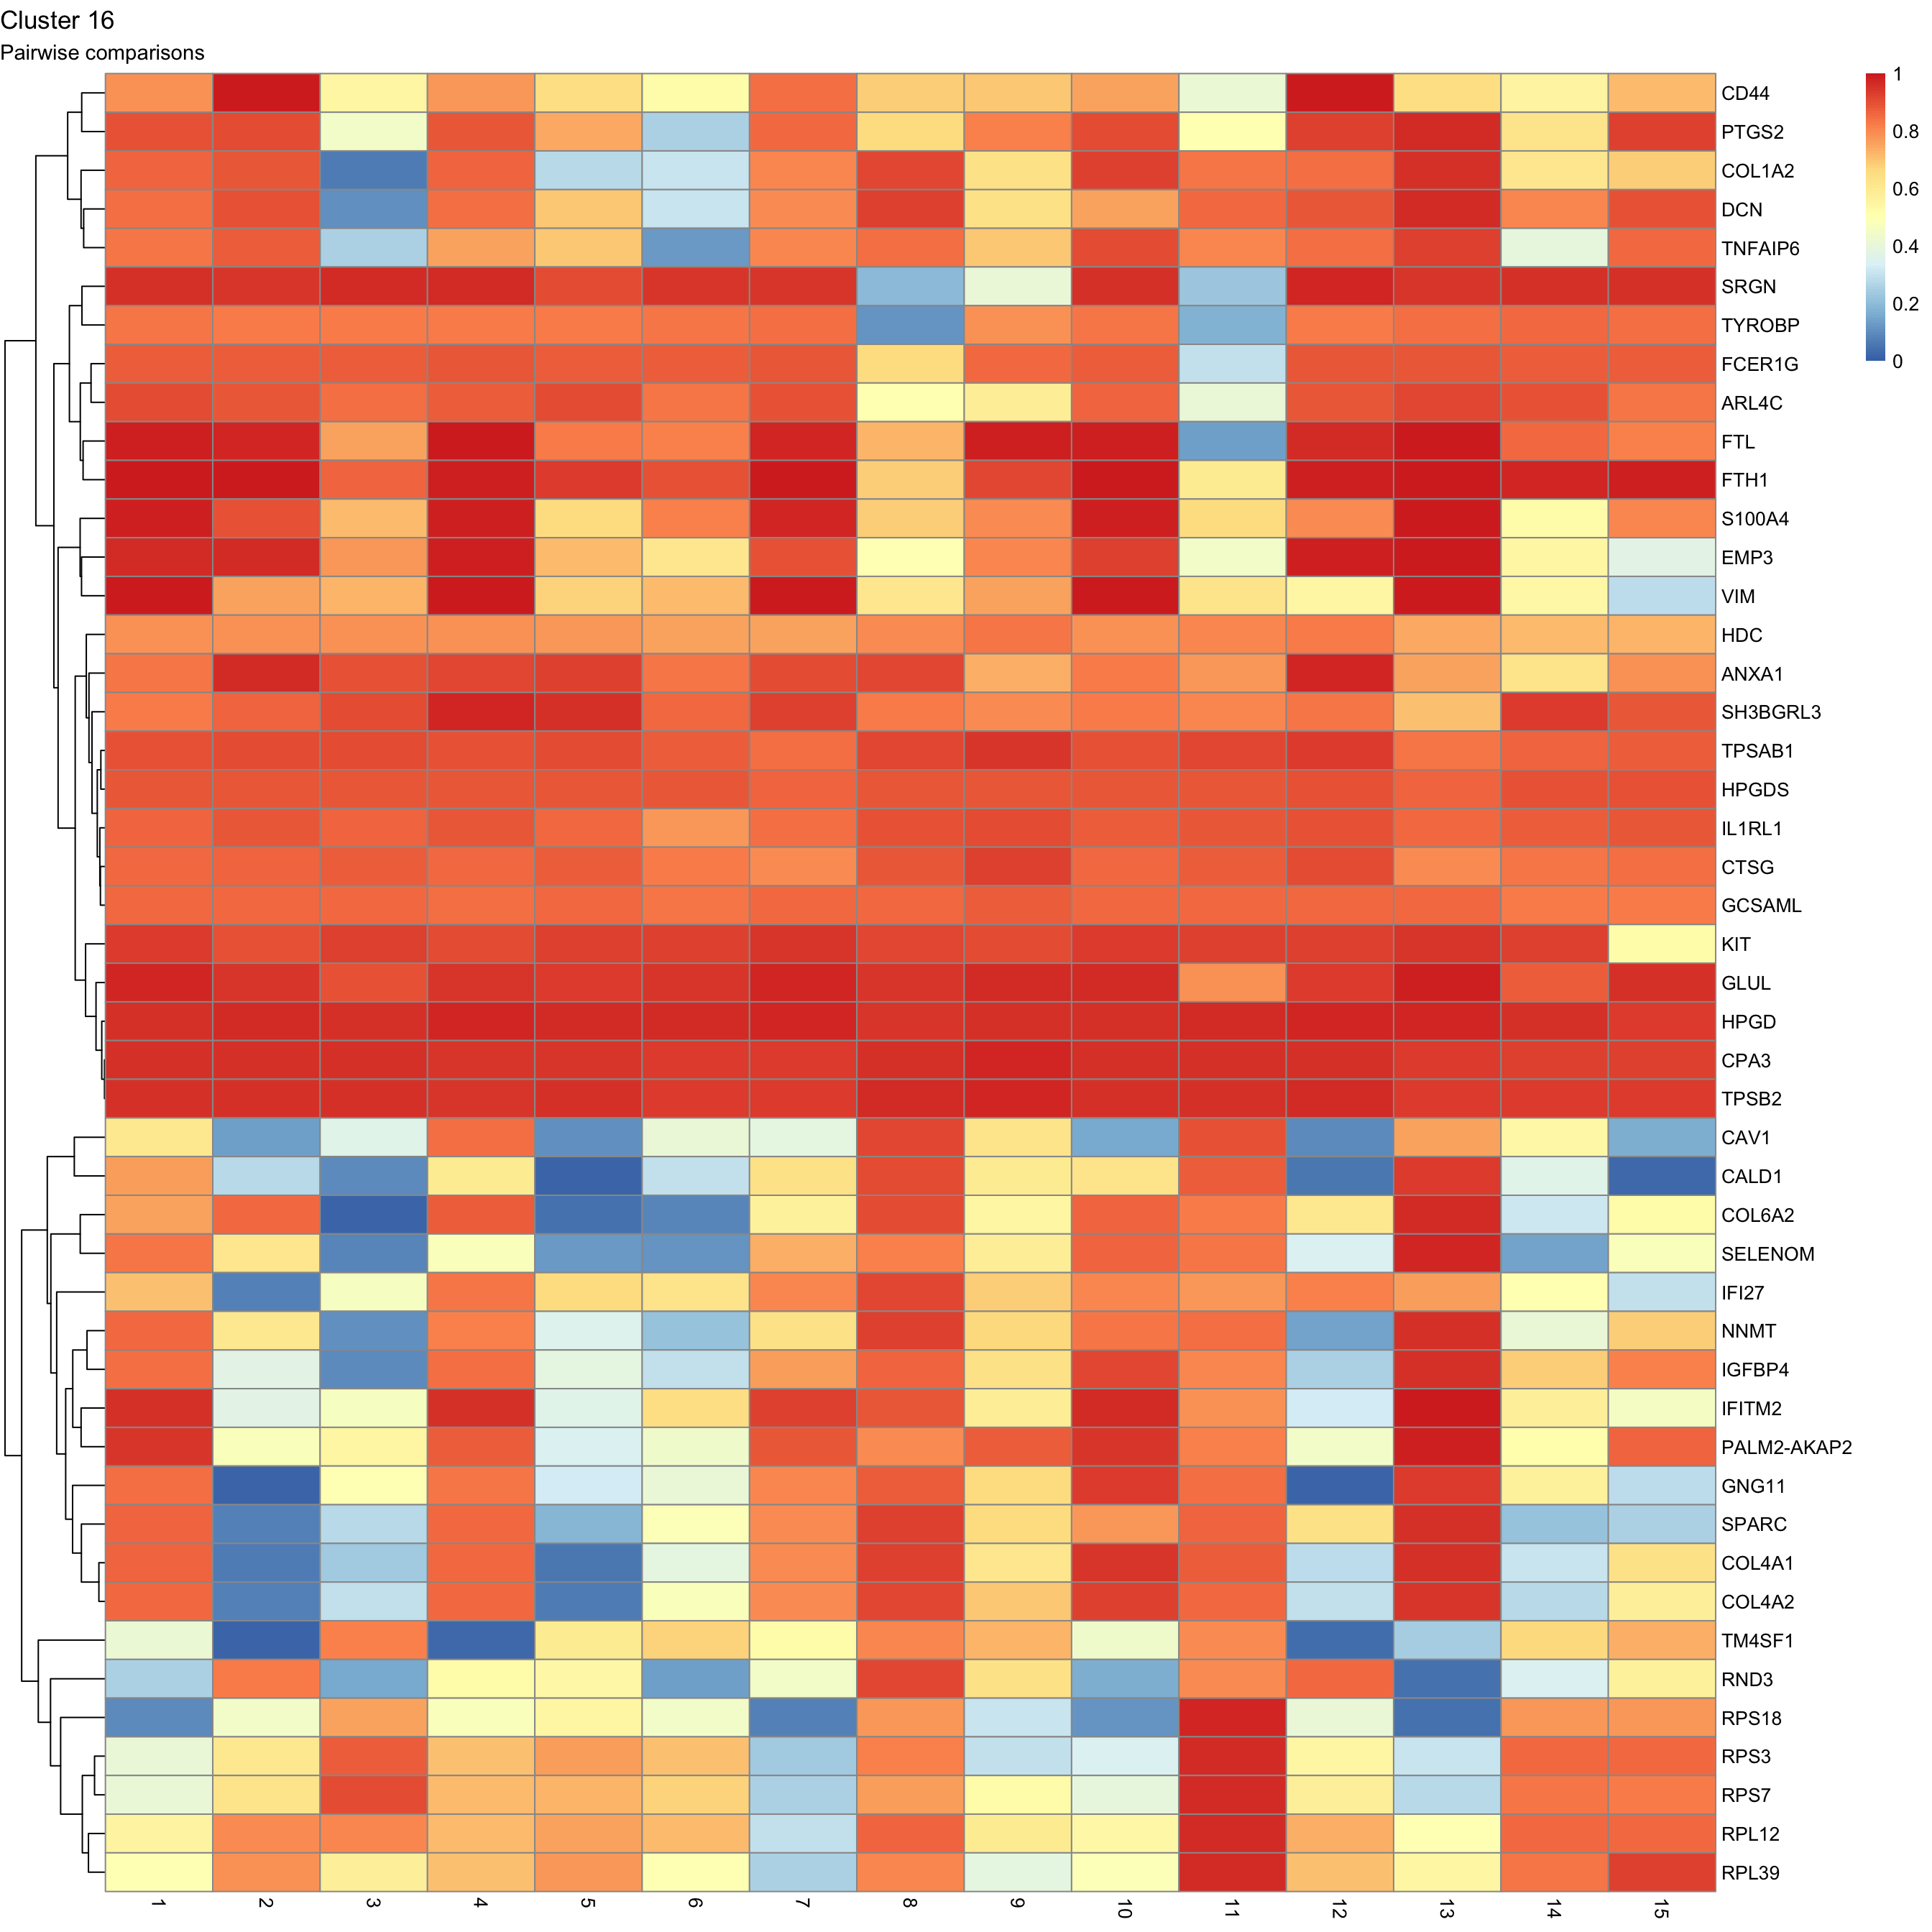 Cluster 16
Pairwise comparisons
1
0.8
0.6
0.4
0.2
0
CD44
PTGS2
COL1A2
DCN
TNFAIP6
SRGN
TYROBP
FCER1G
ARL4C
FTL
FTH1
S100A4
EMP3
VIM
HDC
ANXA1
SH3BGRL3
TPSAB1
HPGDS
IL1RL1
CTSG
GCSAML
KIT
GLUL
HPGD
CPA3
TPSB2
CAV1
CALD1
COL6A2
SELENOM
IFI27
NNMT
IGFBP4
IFITM2
PALM2-AKAP2
GNG11
SPARC
COL4A1
COL4A2
TM4SF1
RND3
RPS18
RPS3
RPS7
RPL12
RPL39
1 2 3 4 5 6 7 8 9 10 11 12 13 14 15